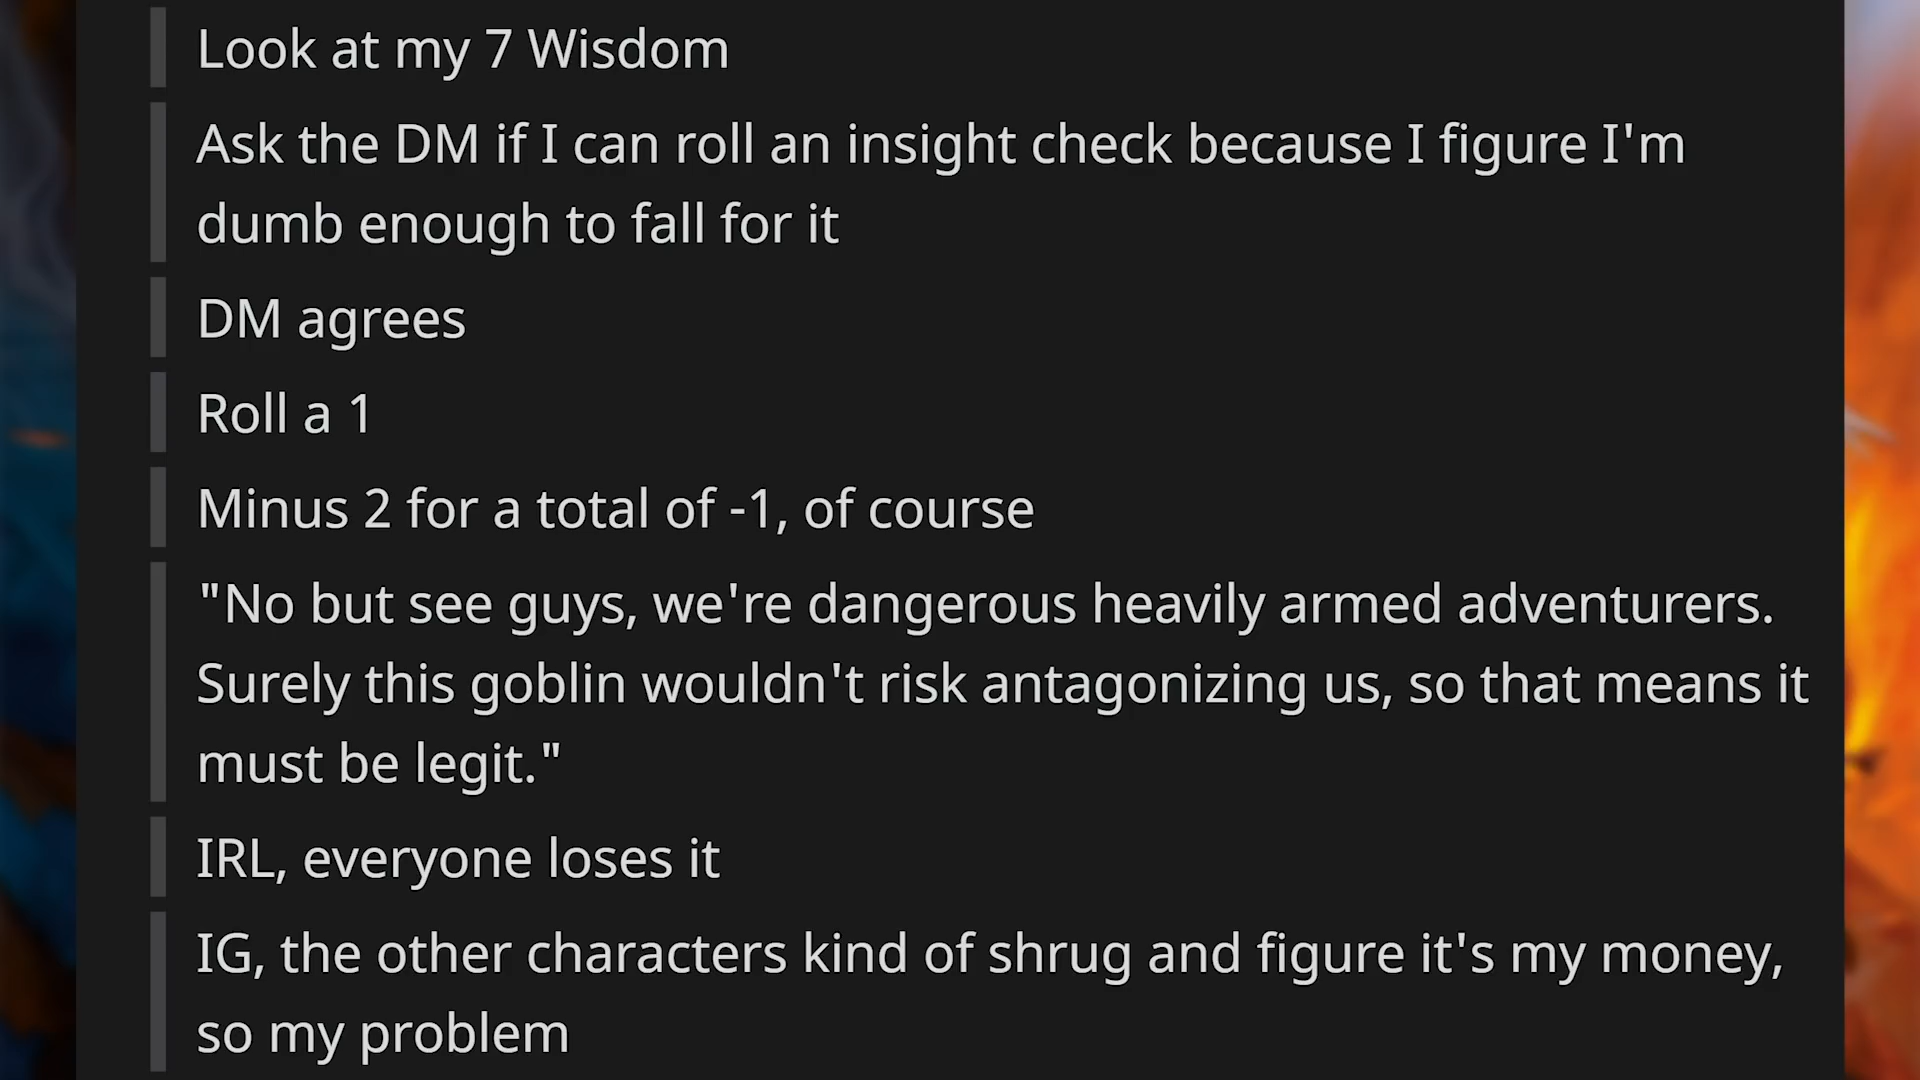 Look at my 7 Wisdom
Ask the DM if I can roll an insight check because I figure I'm
dumb enough to fall for it
DM agrees
Roll a 1
Minus 2 for a total of -1, of course
"No but see guys, we're dangerous heavily armed adventurers.
Surely this goblin wouldn't risk antagonizing us, so that means it
must be legit."
IRL, everyone loses it
IG, the other characters kind of shrug and figure it's my money,
so my problem